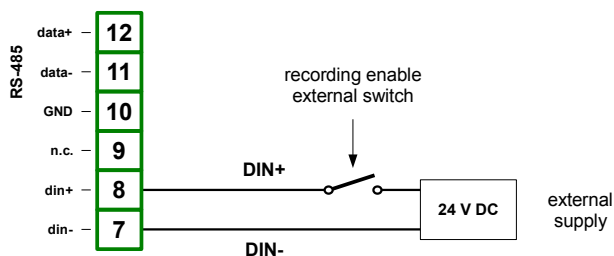 RS-485
data+ 12
data- 11
GND 10
n.c. 9
din+ 8
din- 7
recording enable
external switch
DIN+
DIN-
24 V DC
external
supply